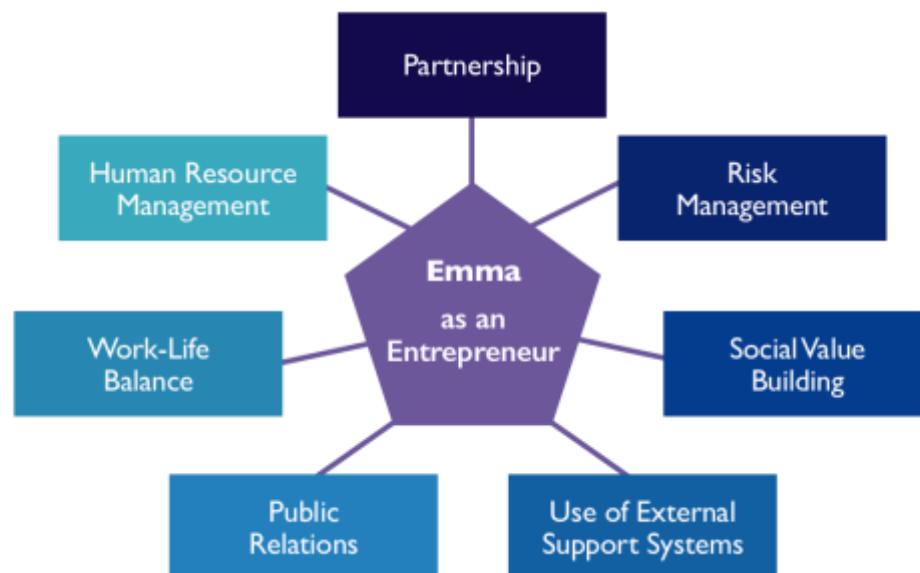 Partnership
Human Resource
Management
Risk
Management
Emma
as an
Entrepreneur
Work-Life
Balance
Social Value
Building
Public
Relations
Use of External
Support Systems